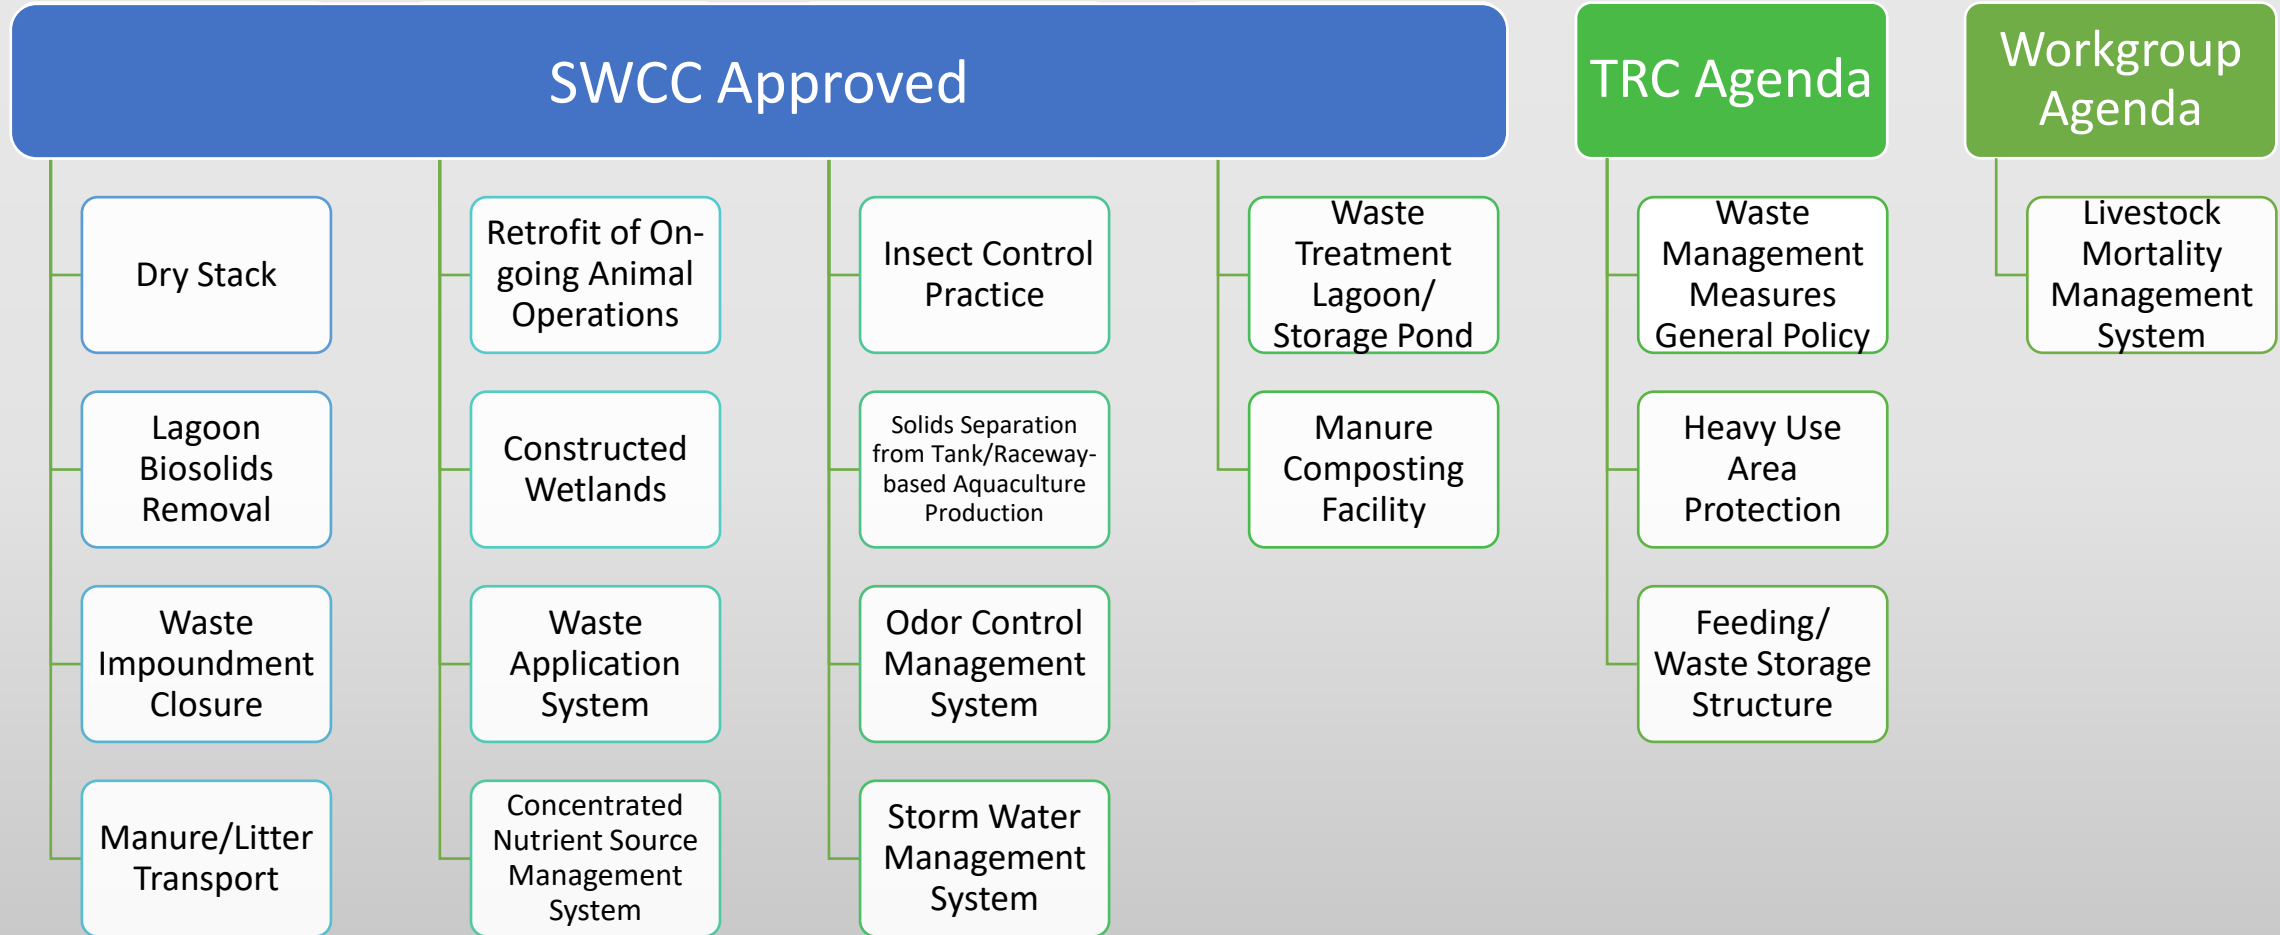 SWCC Approved
Dry Stack
Lagoon
Biosolids
Removal
Waste
Impoundment
Closure
Manure/Litter
Transport
Retrofit of On-
going Animal
Operations
Constructed
Wetlands
Waste
Application
System
Concentrated
Nutrient Source
Management
System
Insect Control
Practice
Solids Separation
from Tank/Raceway-
based Aquaculture
Production
Odor Control
Management
System
Storm Water
Management
System
Waste
Treatment
Lagoon/
Storage Pond
Manure
Composting
Facility
TRC Agenda
Waste
Management
Measures
General Policy
Heavy Use
Area
Protection
Feeding/
Waste Storage
Structure
Workgroup
Agenda
Livestock
Mortality
Management
System